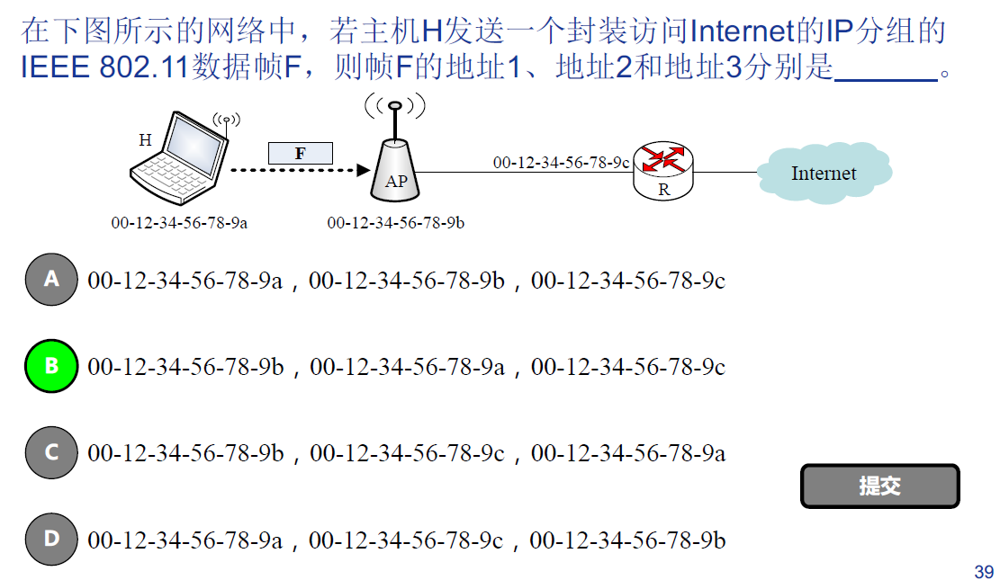 在下图所示的网络中，若主机H发送一个封装访问Internet的IP分组的
IEEE 802.11数据帧F，则帧F的地址1、地址2和地址3分别是______。
H
F
AP
00-12-34-56-78-9c
R
Internet
00-12-34-56-78-9a
00-12-34-56-78-9b
A 00-12-34-56-78-9a，00-12-34-56-78-9b，00-12-34-56-78-9c
B 00-12-34-56-78-9b，00-12-34-56-78-9a，00-12-34-56-78-9c
C 00-12-34-56-78-9b，00-12-34-56-78-9c，00-12-34-56-78-9a
提交
D 00-12-34-56-78-9a，00-12-34-56-78-9c，00-12-34-56-78-9b
39